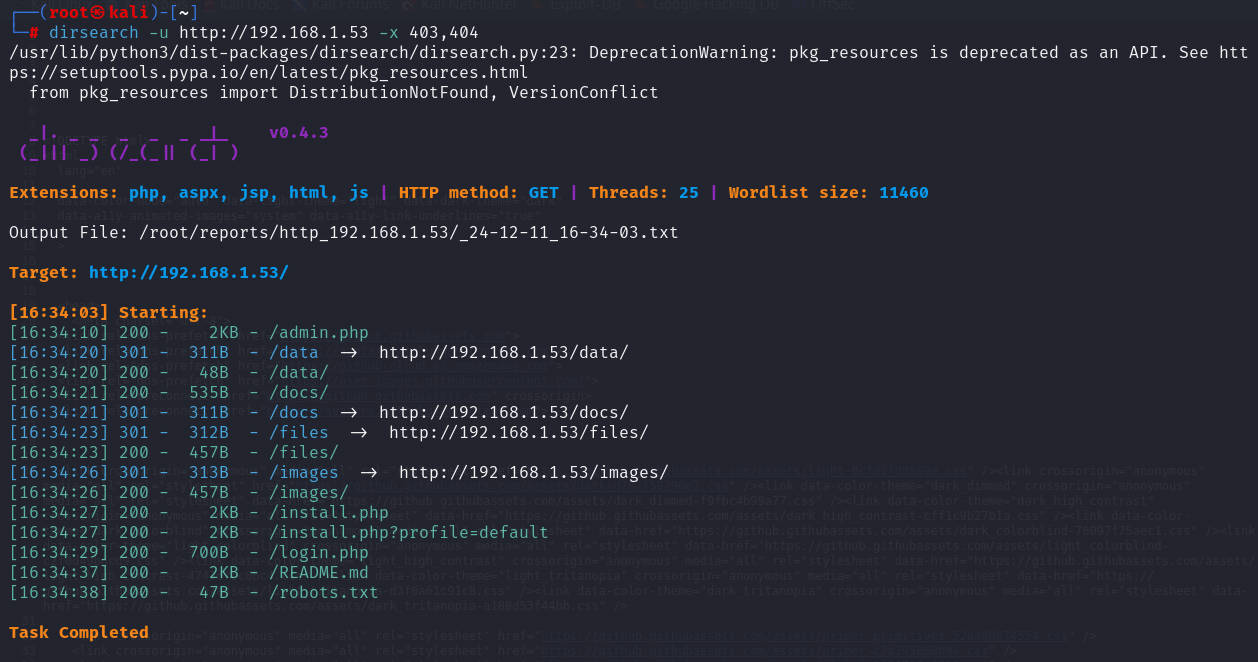 ┌──(root㉿kali)-[~]
└─# dirsearch -u http://192.168.1.53 -x 403,404
/usr/lib/python3/dist-packages/dirsearch/dirsearch.py:23: DeprecationWarning: pkg_resources is deprecated as an API. See htt
ps://setuptools.pypa.io/en/latest/pkg_resources.html
  from pkg_resources import DistributionNotFound, VersionConflict

  _|. _ _  _  _  _ _|_    v0.4.3
 (_||| _) (/_(_|| (_| )

Extensions: php, aspx, jsp, html, js | HTTP method: GET | Threads: 25 | Wordlist size: 11460

Output File: /root/reports/http_192.168.1.53/_24-12-11_16-34-03.txt

Target: http://192.168.1.53/

[16:34:03] Starting:
[16:34:10] 200 -    2KB - /admin.php
[16:34:20] 301 -  311B  - /data  ->  http://192.168.1.53/data/
[16:34:20] 200 -   48B  - /data/
[16:34:21] 200 -  535B  - /docs/
[16:34:21] 301 -  311B  - /docs  ->  http://192.168.1.53/docs/
[16:34:23] 301 -  312B  - /files  ->  http://192.168.1.53/files/
[16:34:23] 200 -  457B  - /files/
[16:34:26] 301 -  313B  - /images  ->  http://192.168.1.53/images/
[16:34:26] 200 -  457B  - /images/
[16:34:27] 200 -    2KB - /install.php
[16:34:27] 200 -    2KB - /install.php?profile=default
[16:34:29] 200 -  700B  - /login.php
[16:34:37] 200 -    2KB - /README.md
[16:34:38] 200 -   47B  - /robots.txt

Task Completed